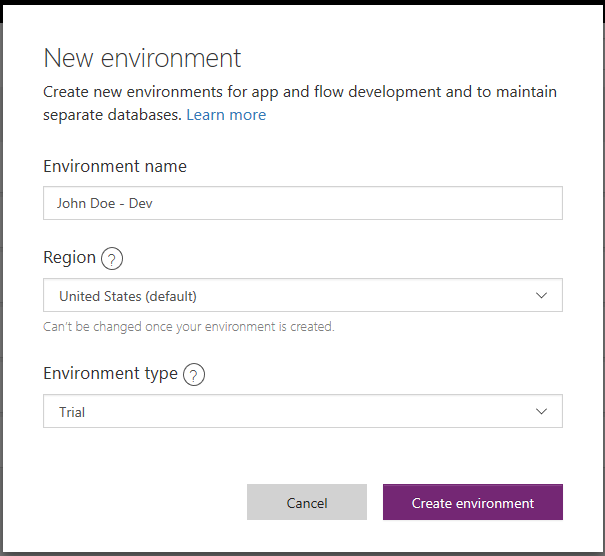 New environment
Create new environments for app and flow development and to maintain
separate databases. Learn more
Environment name
John Doe - Dev
Region ?
United States (default)
Can't be changed once your environment is created.
Environment type ?
Trial
Cancel Create environment